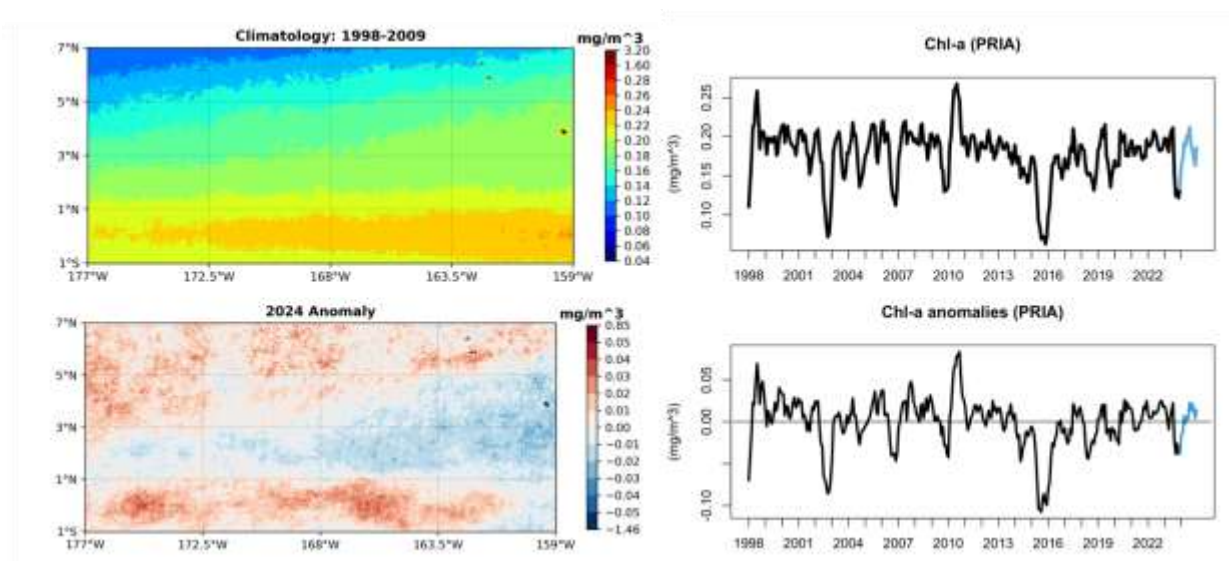 Climatology: 1998-2009
mg/m^3
7°N
5°N
3°N
1°N
1°S
177°W 172.5°W 168°W 163.5°W 159°W
3.20
1.60
0.28
0.26
0.24
0.22
0.20
0.18
0.16
0.14
0.12
0.10
0.08
0.06
0.04
Chl-a (PRIA)
(mg/m^3)
0.25
0.20
0.15
0.10
1998 2001 2004 2007 2010 2013 2016 2019 2022
2024 Anomaly
mg/m^3
7°N
5°N
3°N
1°N
1°S
177°W 172.5°W 168°W 163.5°W 159°W
0.85
0.05
0.04
0.03
0.02
0.01
0.00
−0.01
−0.02
−0.03
−0.04
−0.05
−1.46
Chl-a anomalies (PRIA)
(mg/m^3)
0.05
0.00
-0.10
1998 2001 2004 2007 2010 2013 2016 2019 2022